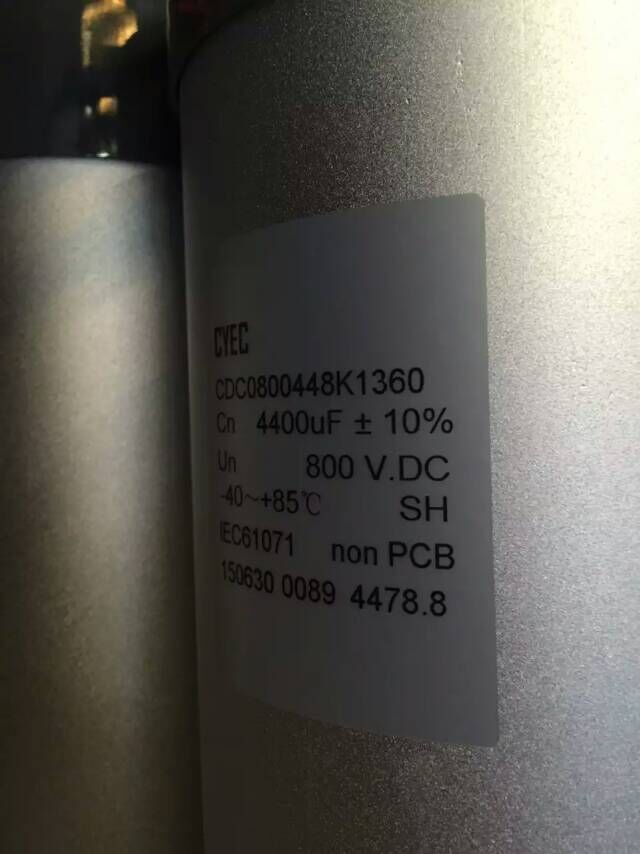 CYEC
CDC0800448K1360
Cn 4400uF ± 10%
Un 800 V.DC
-40~+85℃ SH
IEC61071 non PCB
150630 0089 4478.8